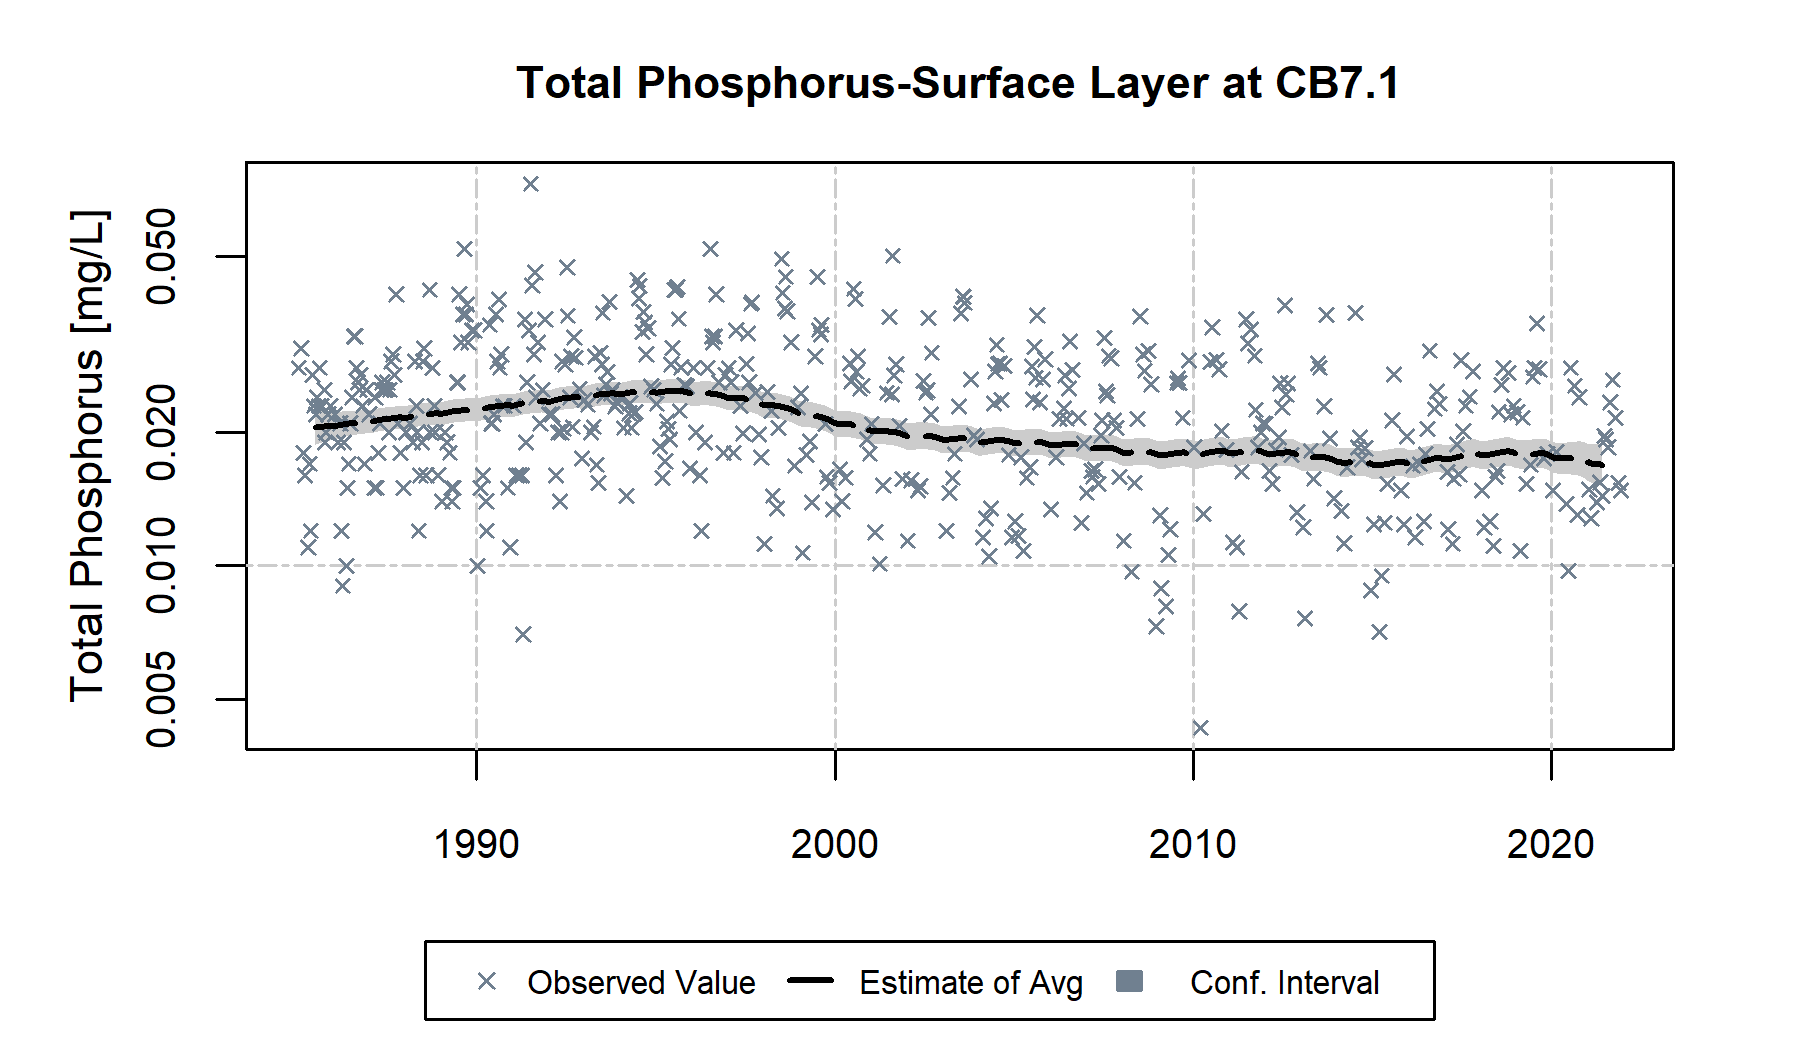 Total Phosphorus-Surface Layer at CB7.1
Total Phosphorus [mg/L]
0.050
0.020
0.010
0.005
1990 2000 2010 2020
Observed Value Estimate of Avg Conf. Interval